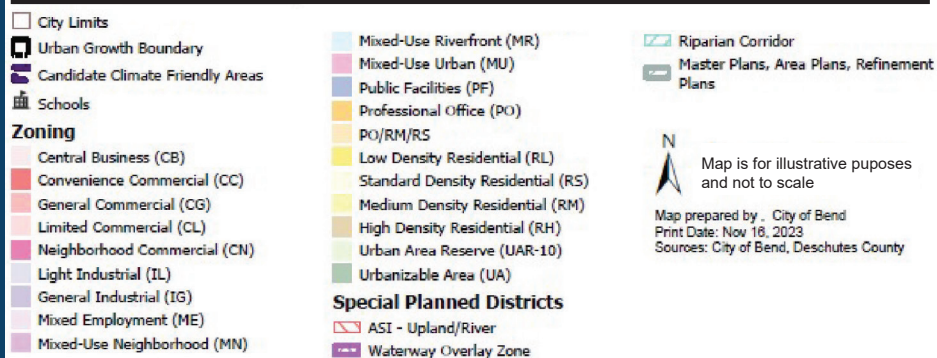 City Limits
Urban Growth Boundary
Candidate Climate Friendly Areas
Schools
Zoning
Central Business (CB)
Convenience Commercial (CC)
General Commercial (CG)
Limited Commercial (CL)
Neighborhood Commercial (CN)
Light Industrial (IL)
General Industrial (IG)
Mixed Employment (ME)
Mixed-Use Neighborhood (MN)
Mixed-Use Riverfront (MR)
Mixed-Use Urban (MU)
Public Facilities (PF)
Professional Office (PO)
PO/RM/RS
Low Density Residential (RL)
Standard Density Residential (RS)
Medium Density Residential (RM)
High Density Residential (RH)
Urban Area Reserve (UAR-10)
Urbanizable Area (UA)
Special Planned Districts
ASI - Upland/River
Waterway Overlay Zone
Riparian Corridor
Master Plans, Area Plans, Refinement
Plans
N
Map is for illustrative puposes
and not to scale
Map prepared by . City of Bend
Print Date: Nov 16, 2023
Sources: City of Bend, Deschutes County